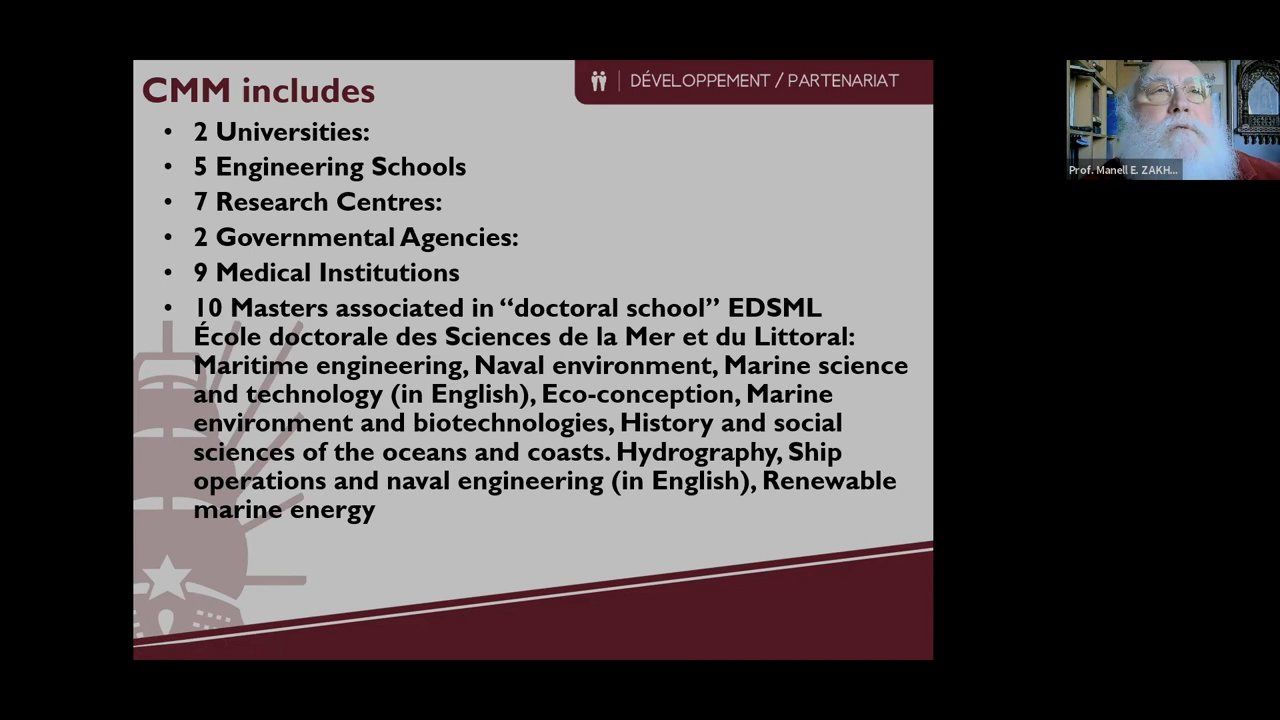 CMM includes
DÉVELOPPEMENT / PARTENARIAT
• 2 Universities:
• 5 Engineering Schools
• 7 Research Centres:
• 2 Governmental Agencies:
• 9 Medical Institutions
• 10 Masters associated in “doctoral school” EDSML
École doctorale des Sciences de la Mer et du Littoral:
Maritime engineering, Naval environment, Marine science
and technology (in English), Eco-conception, Marine
environment and biotechnologies, History and social
sciences of the oceans and coasts. Hydrography, Ship
operations and naval engineering (in English), Renewable
marine energy
Prof. Manell E. ZAKH...